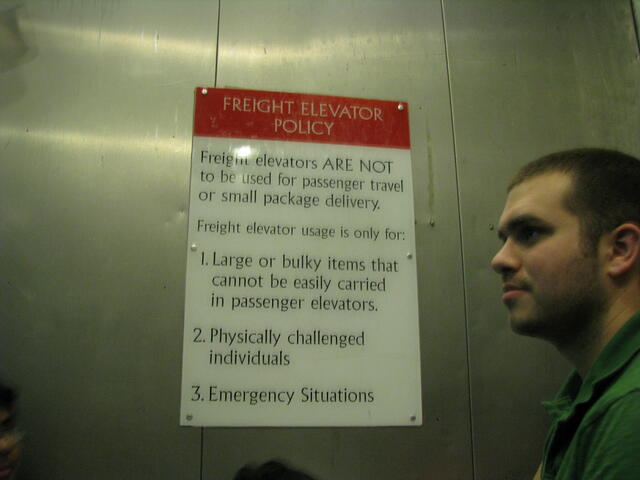 FREIGHT ELEVATOR
POLICY
Freight elevators ARE NOT
to be used for passenger travel
or small package delivery.
Freight elevator usage is only for:
1. Large or bulky items that
cannot be easily carried
in passenger elevators.
2. Physically challenged
individuals
3. Emergency Situations